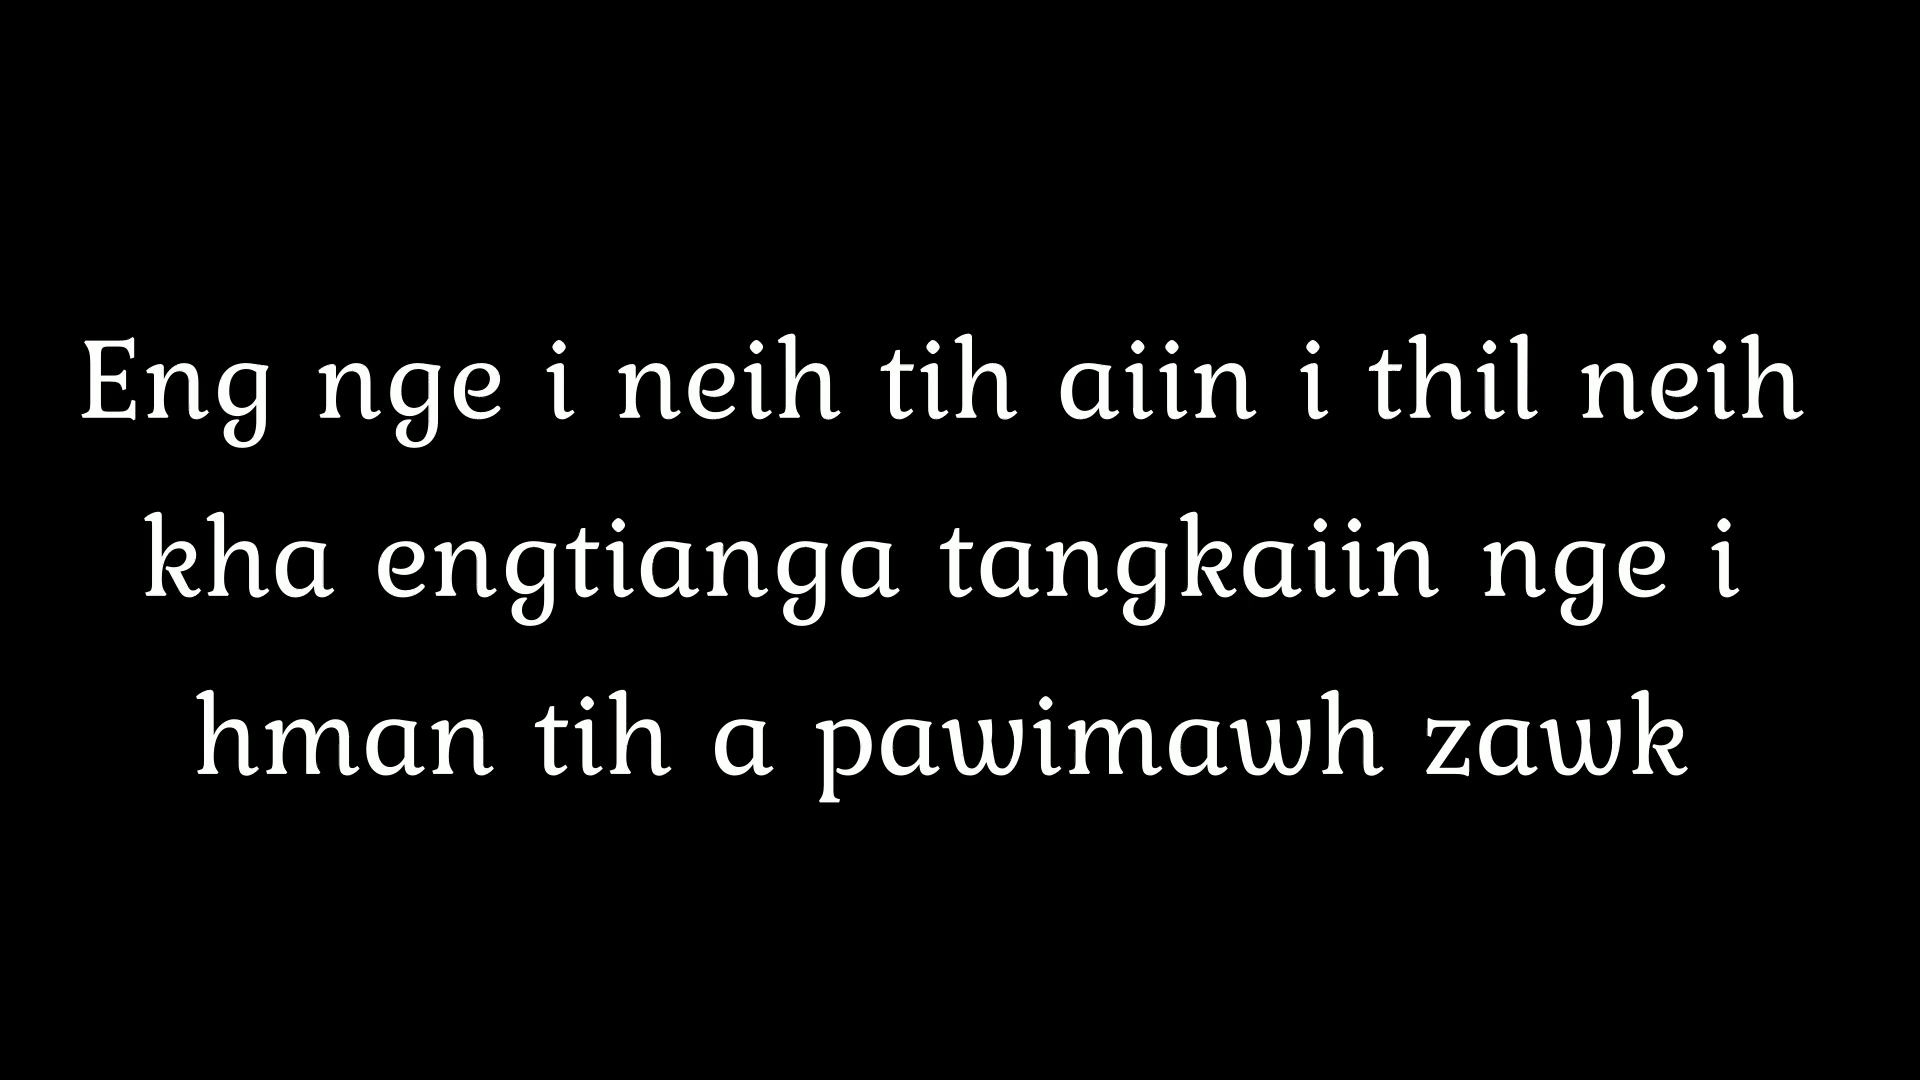 Eng nge i neih tih aiin i thil neih
kha engtianga tangkaiin nge i
hman tih a pawimawh zawk